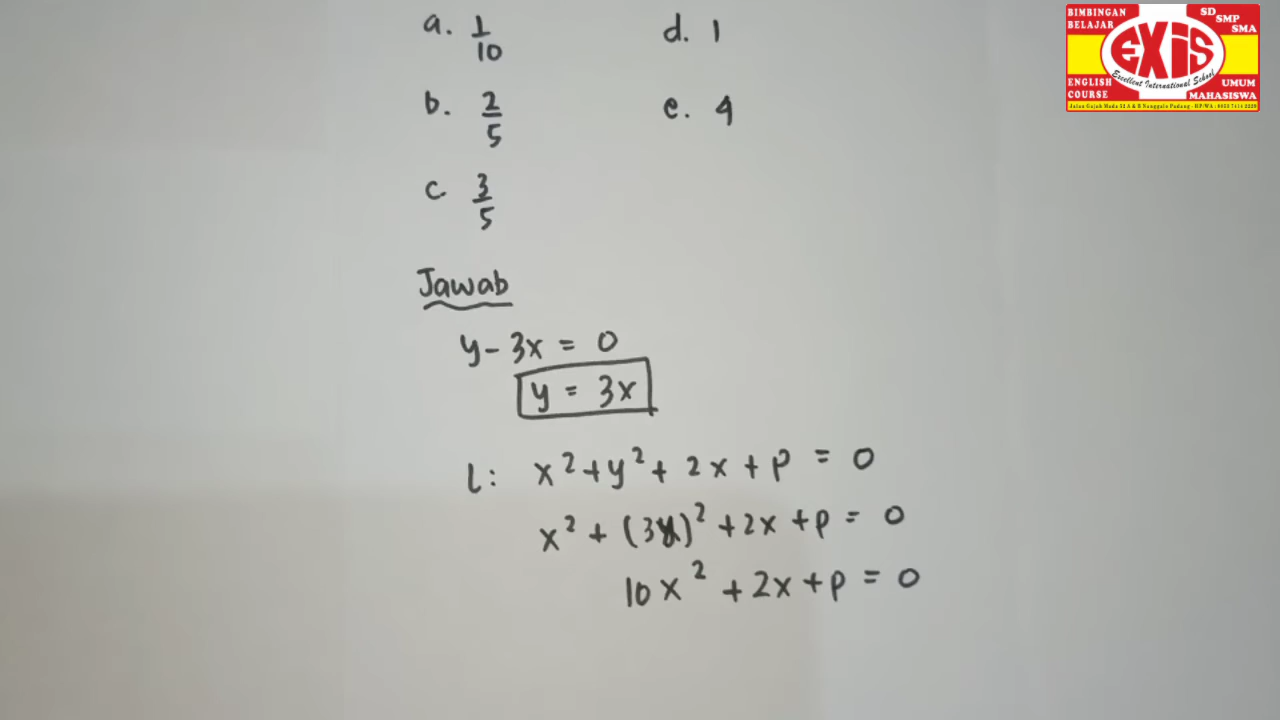 a. 1/10 d. 1
b. 2/5 e. 4
c. 3/5
Jawab
y - 3x = 0
y = 3x
L: x² + y² + 2x + p = 0
x² + (3x)² + 2x + p = 0
10x² + 2x + p = 0
BIMBINGAN BELAJAR
SD SMP SMA
EXIS
Excellent International School
ENGLISH COURSE
UMUM MAHASISWA